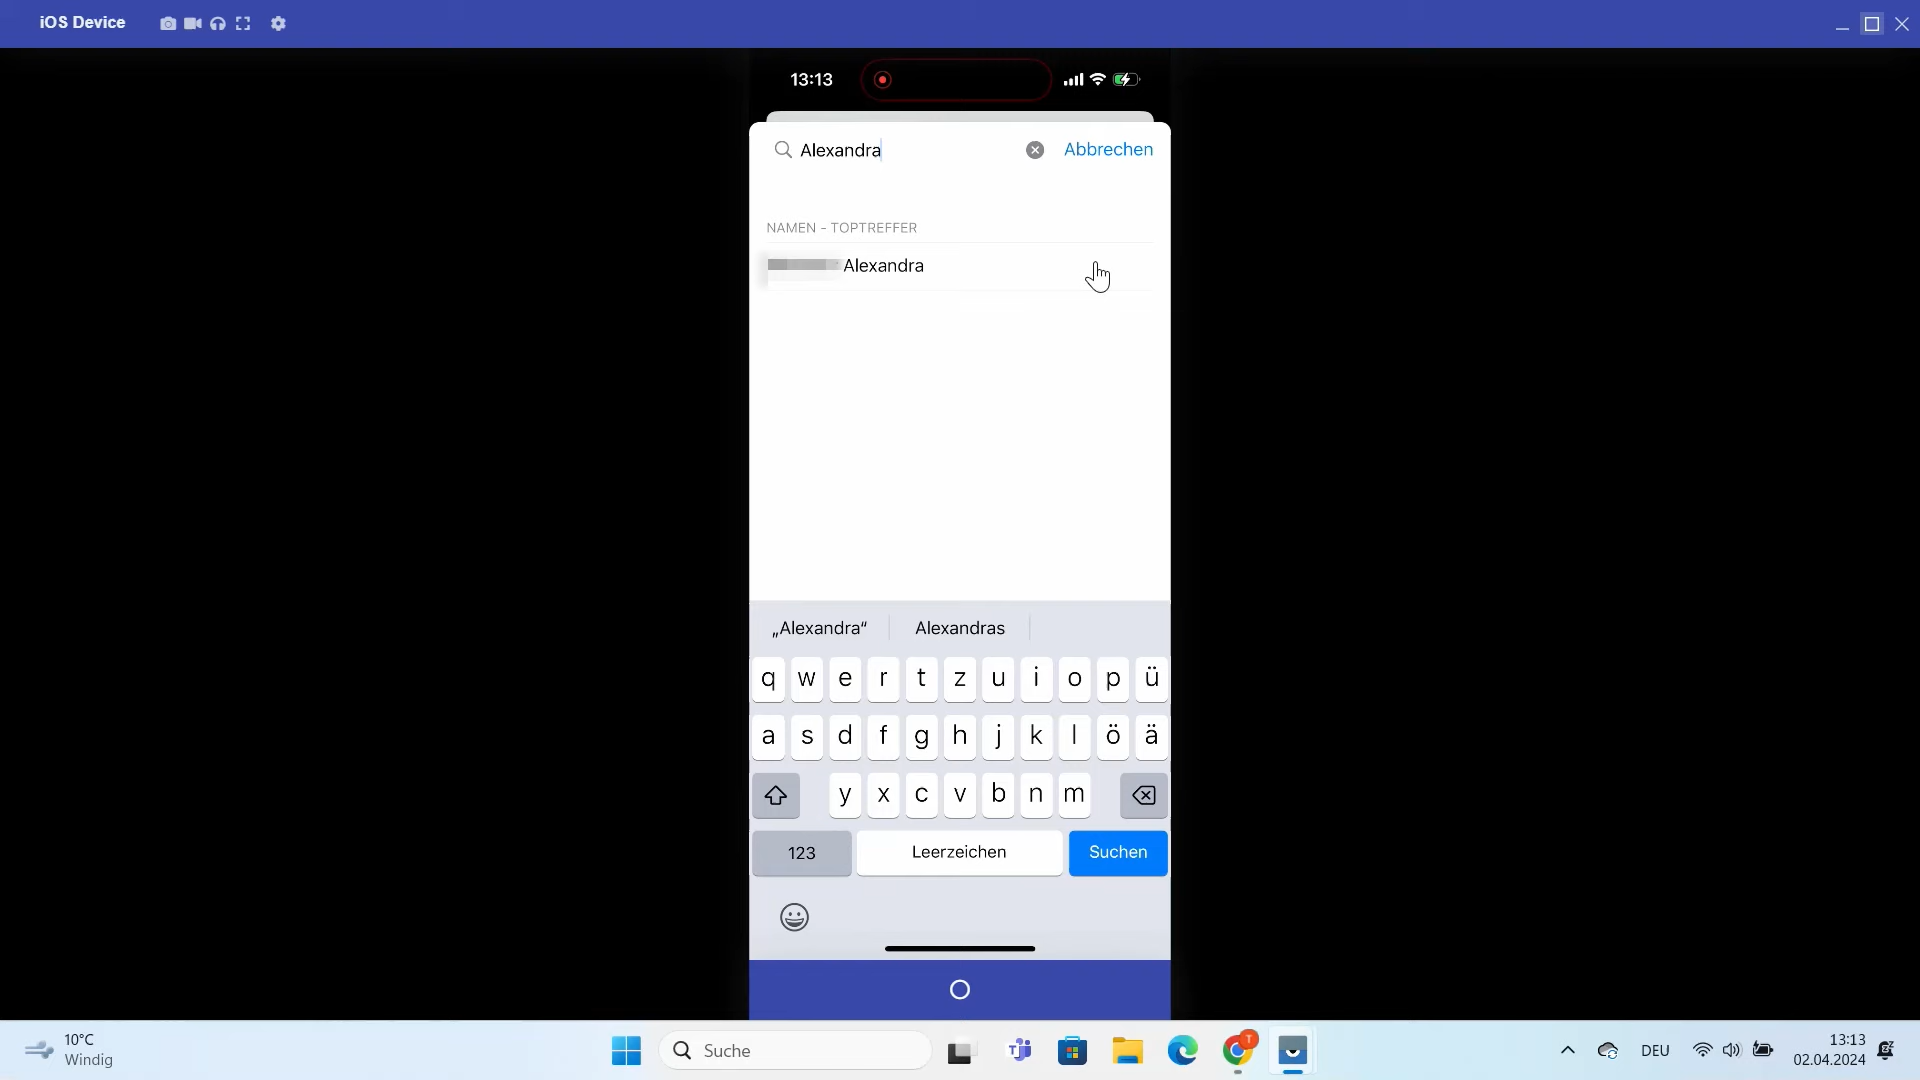 iOS Device
13:13
Alexandra
Abbrechen
NAMEN - TOPTREFFER
Alexandra
„Alexandra“ Alexandras
q w e r t z u i o p ü
a s d f g h j k l ö ä
y x c v b n m
123 Leerzeichen Suchen
10°C
Windig
Suche
T
DEU
13:13
02.04.2024